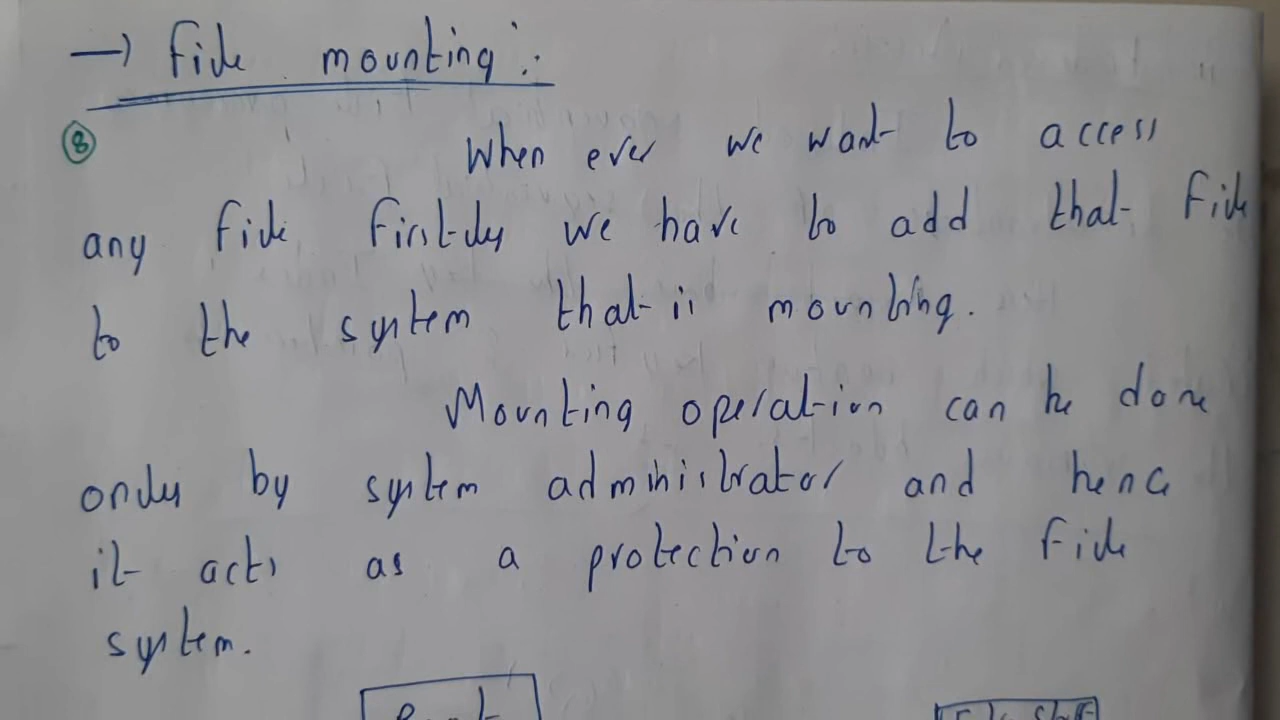 → File mounting :
⑧ When ever we want to access
any file firstly we have to add that file
to the system that is mounting.
Mounting operation can be done
only by system administrator and hence
it acts as a protection to the file
system.